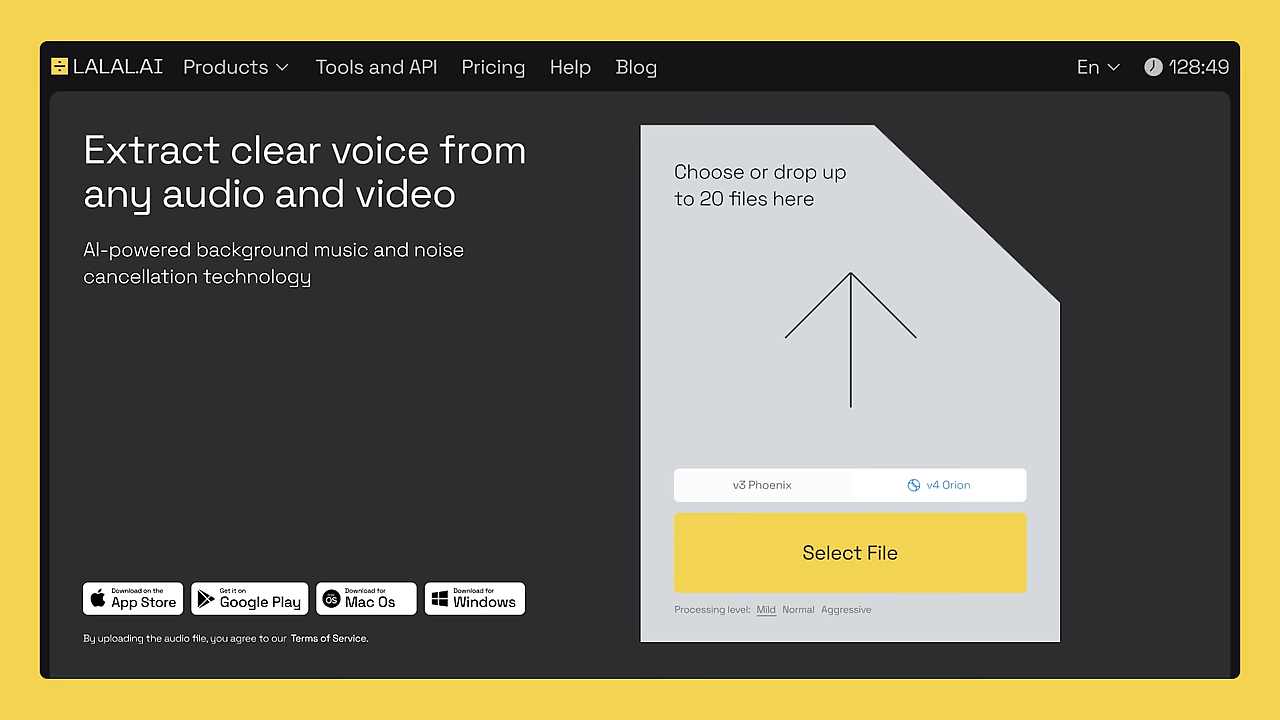 LALAL.AI Products Tools and API Pricing Help Blog En 128:49
Extract clear voice from
any audio and video
AI-powered background music and noise
cancellation technology
Choose or drop up
to 20 files here
v3 Phoenix v4 Orion
Select File
Processing level: Mild Normal Aggressive
Download on the
App Store
Get it on
Google Play
Download for
Mac Os
Download for
Windows
By uploading the audio file, you agree to our Terms of Service.